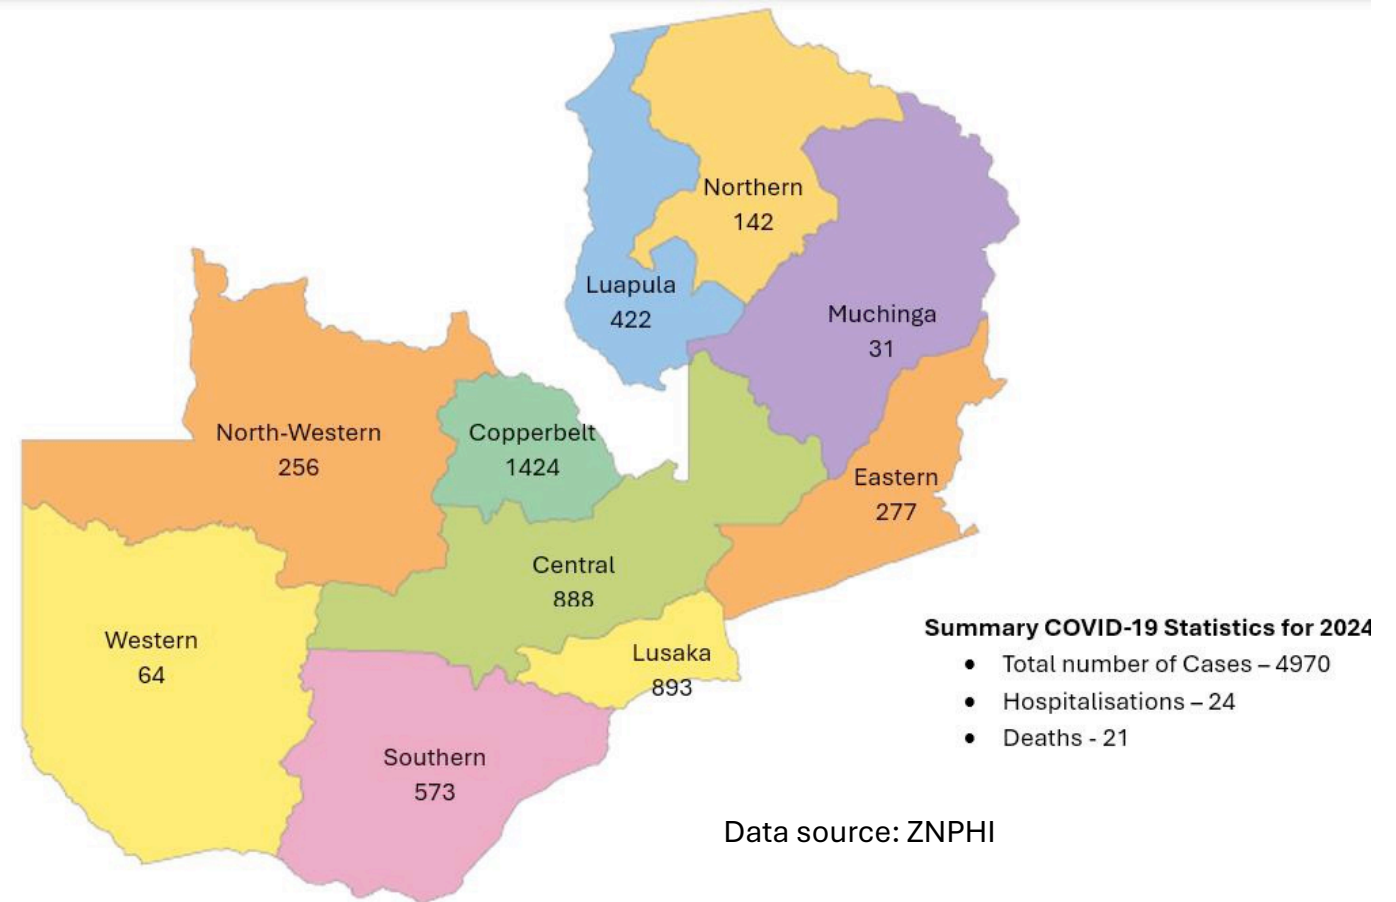 Northern
142
Luapula
422
Muchinga
31
North-Western
256
Copperbelt
1424
Eastern
277
Central
888
Western
64
Lusaka
893
Southern
573
Summary COVID-19 Statistics for 2024
• Total number of Cases – 4970
• Hospitalisations – 24
• Deaths - 21
Data source: ZNPHI